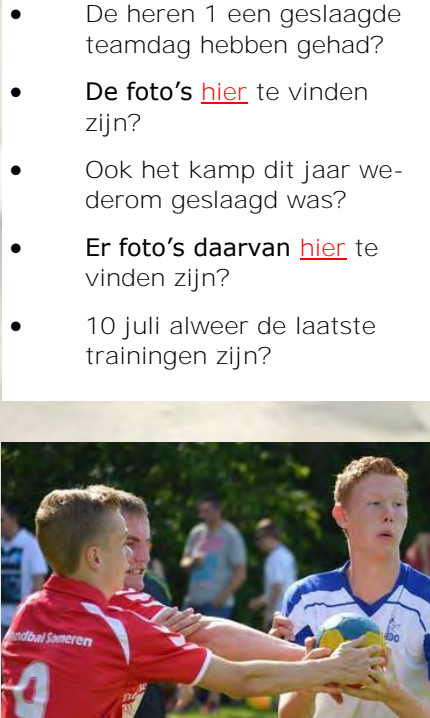 • De heren 1 een geslaagde
teamdag hebben gehad?
• De foto's hier te vinden
zijn?
• Ook het kamp dit jaar we-
derom geslaagd was?
• Er foto's daarvan hier te
vinden zijn?
• 10 juli alweer de laatste
trainingen zijn?
ndbal Someren
9